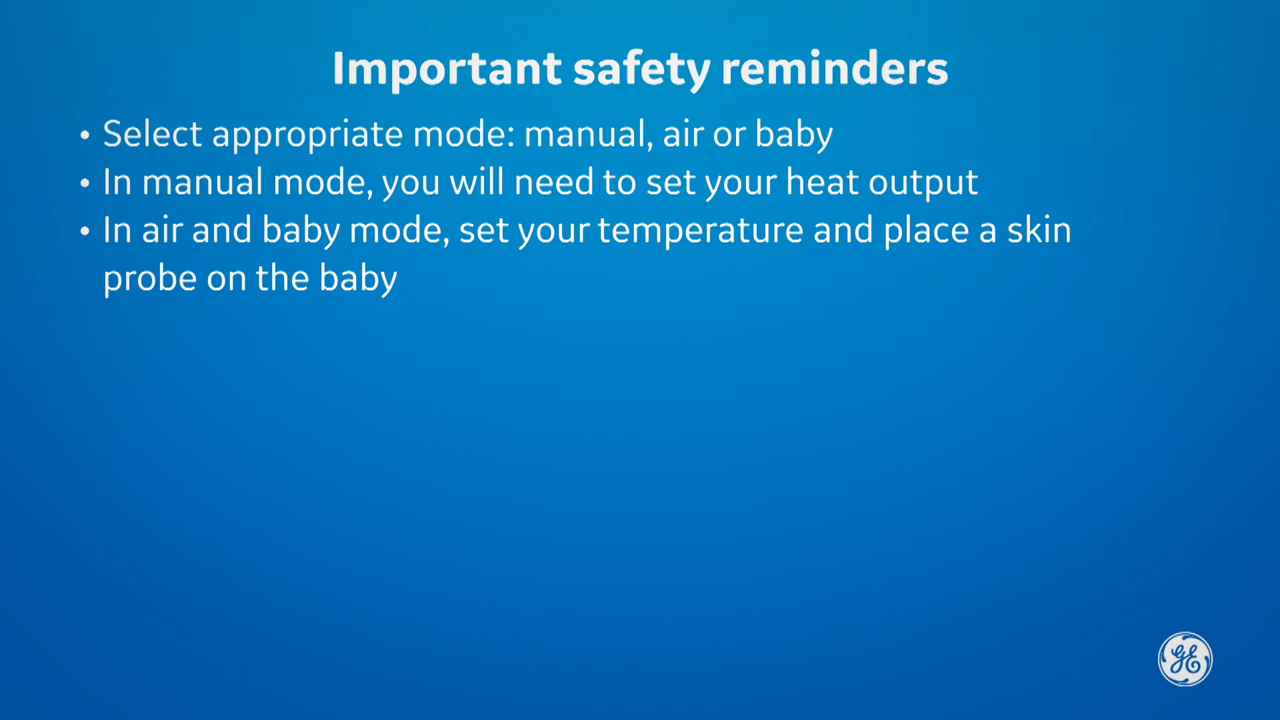 Important safety reminders
• Select appropriate mode: manual, air or baby
• In manual mode, you will need to set your heat output
• In air and baby mode, set your temperature and place a skin
probe on the baby
GE